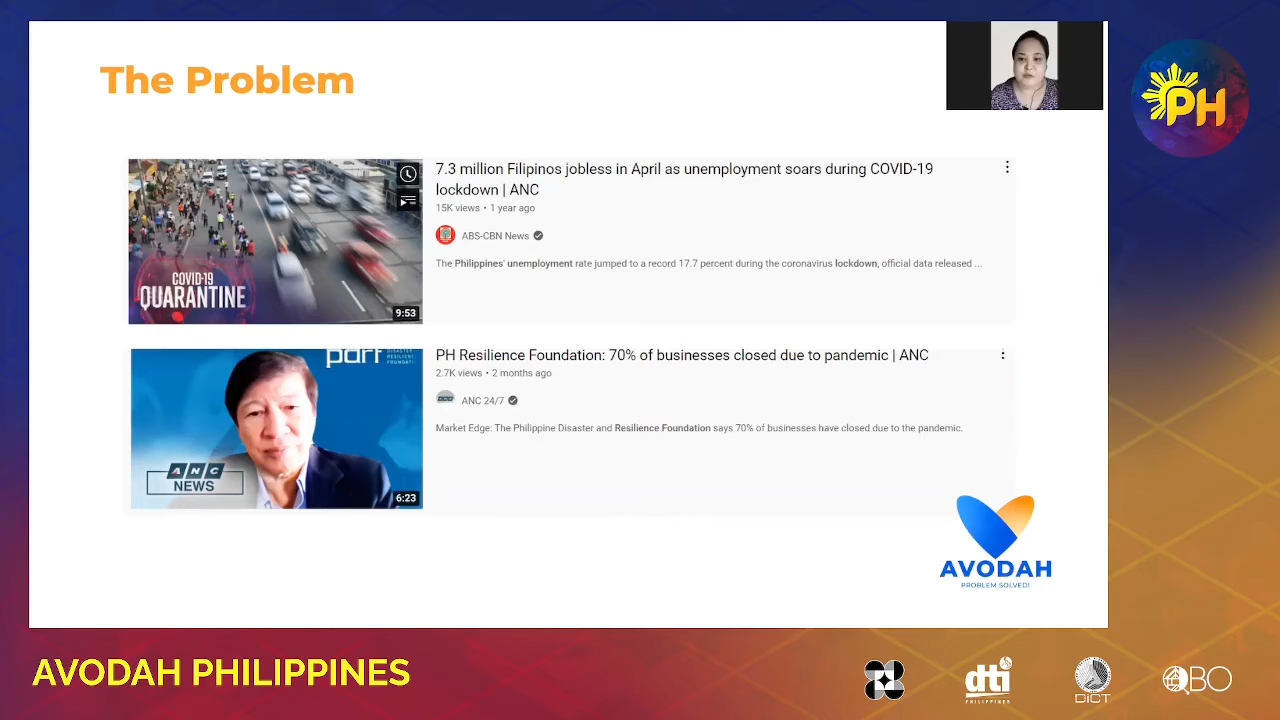 The Problem
PH
COVID-19
QUARANTINE
9:53
7.3 million Filipinos jobless in April as unemployment soars during COVID-19
lockdown | ANC
15K views • 1 year ago
ABS-CBN News
The Philippines' unemployment rate jumped to a record 17.7 percent during the coronavirus lockdown, official data released ...
ANC
NEWS
6:23
PH Resilience Foundation: 70% of businesses closed due to pandemic | ANC
2.7K views • 2 months ago
ANC 24/7
Market Edge: The Philippine Disaster and Resilience Foundation says 70% of businesses have closed due to the pandemic.
AVODAH
PROBLEM SOLVED!
AVODAH PHILIPPINES
dti
PHILIPPINES
DICT
QBO